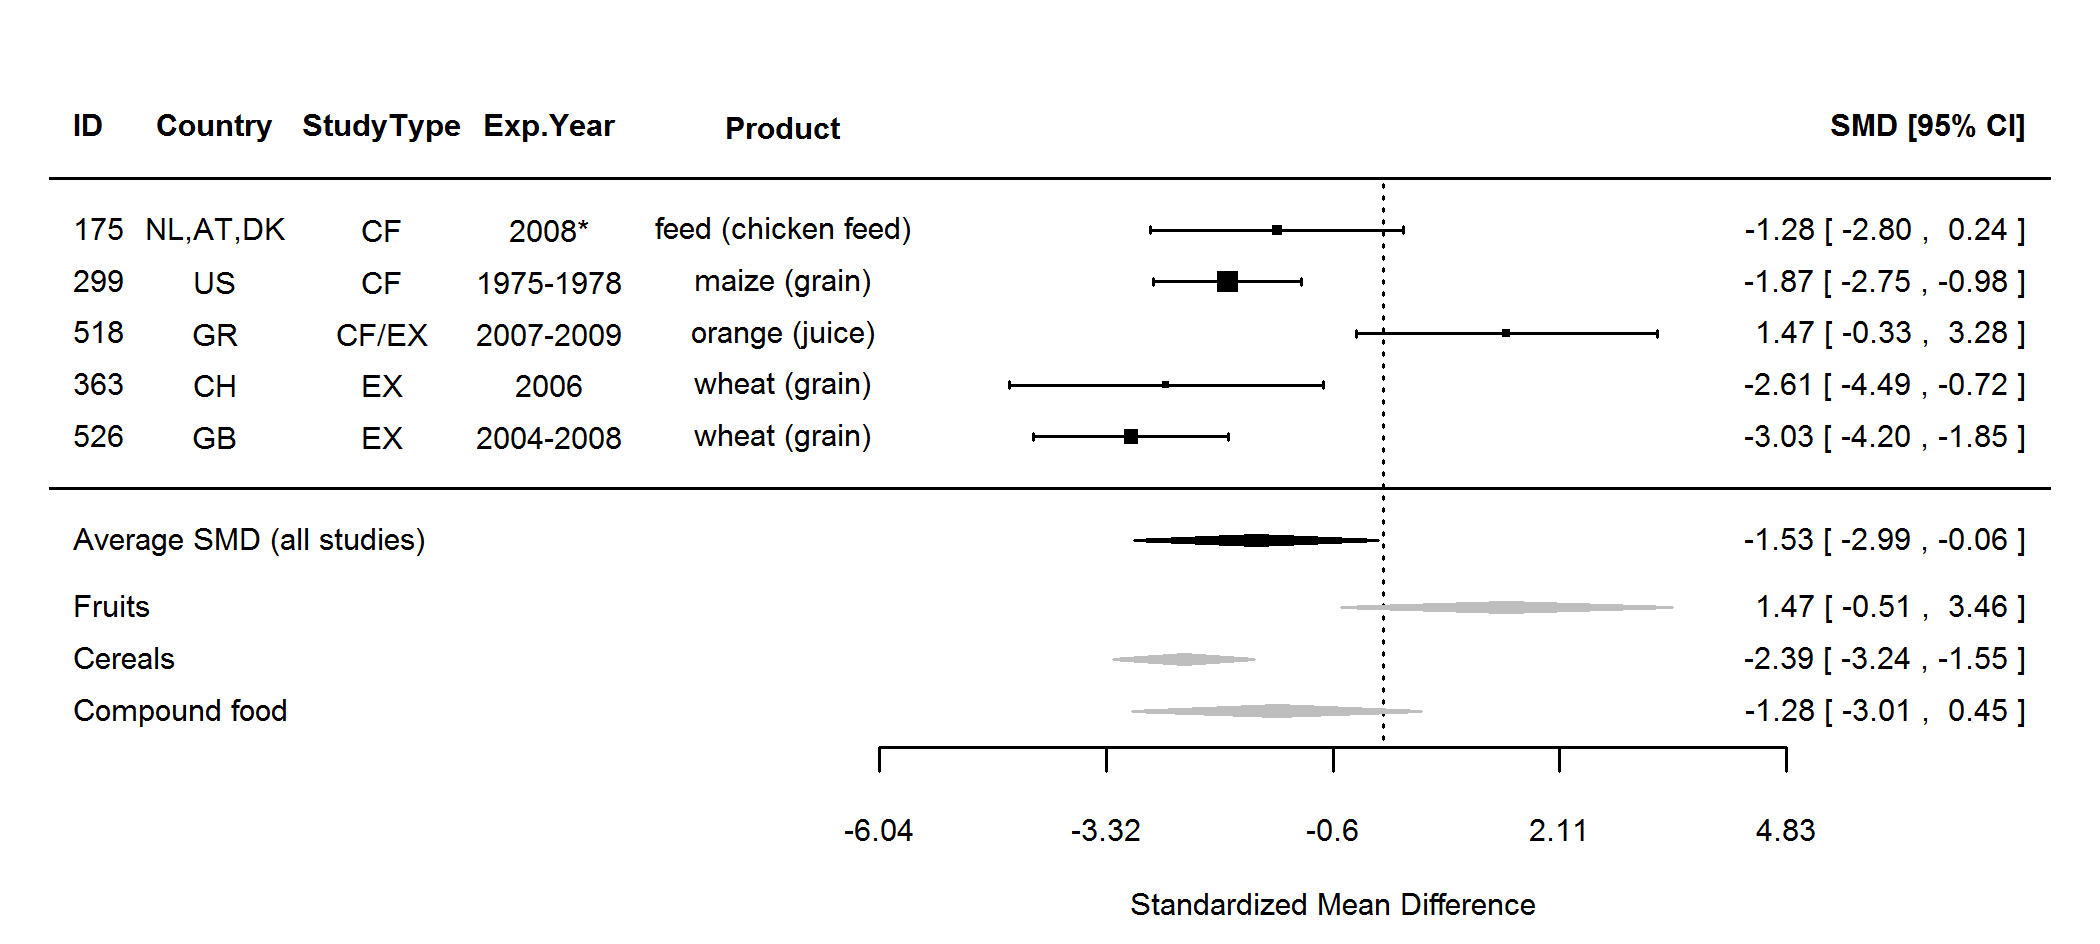 ID Country StudyType Exp.Year Product SMD [95% CI]
175 NL,AT,DK CF 2008* feed (chicken feed) -1.28 [ -2.80 , 0.24 ]
299 US CF 1975-1978 maize (grain) -1.87 [ -2.75 , -0.98 ]
518 GR CF/EX 2007-2009 orange (juice) 1.47 [ -0.33 , 3.28 ]
363 CH EX 2006 wheat (grain) -2.61 [ -4.49 , -0.72 ]
526 GB EX 2004-2008 wheat (grain) -3.03 [ -4.20 , -1.85 ]
Average SMD (all studies) -1.53 [ -2.99 , -0.06 ]
Fruits 1.47 [ -0.51 , 3.46 ]
Cereals -2.39 [ -3.24 , -1.55 ]
Compound food -1.28 [ -3.01 , 0.45 ]
-6.04 -3.32 -0.6 2.11 4.83
Standardized Mean Difference